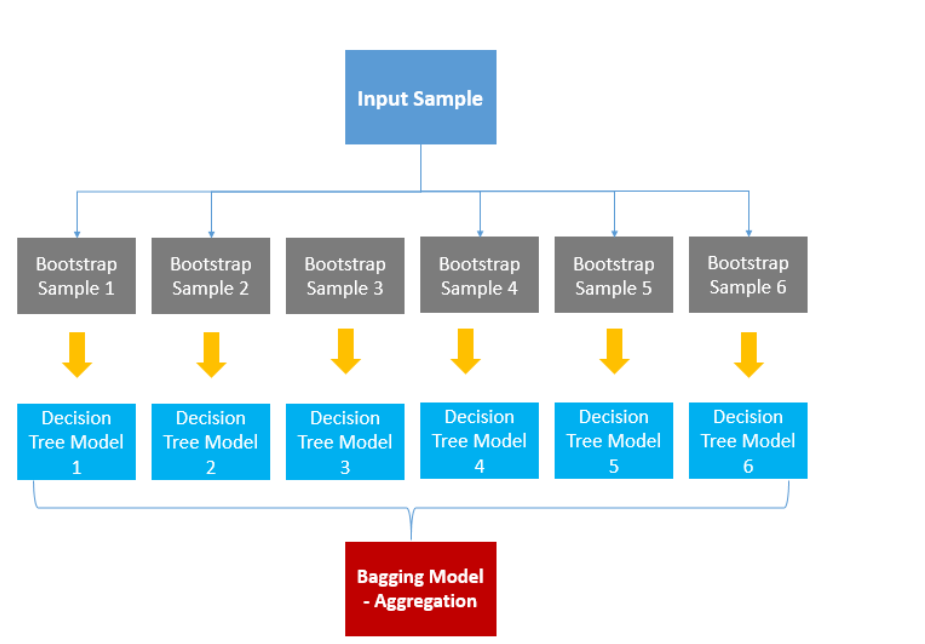 Input Sample
Bootstrap
Sample 1
Bootstrap
Sample 2
Bootstrap
Sample 3
Bootstrap
Sample 4
Bootstrap
Sample 5
Bootstrap
Sample 6
Decision
Tree Model
1
Decision
Tree Model
2
Decision
Tree Model
3
Decision
Tree Model
4
Decision
Tree Model
5
Decision
Tree Model
6
Bagging Model
- Aggregation